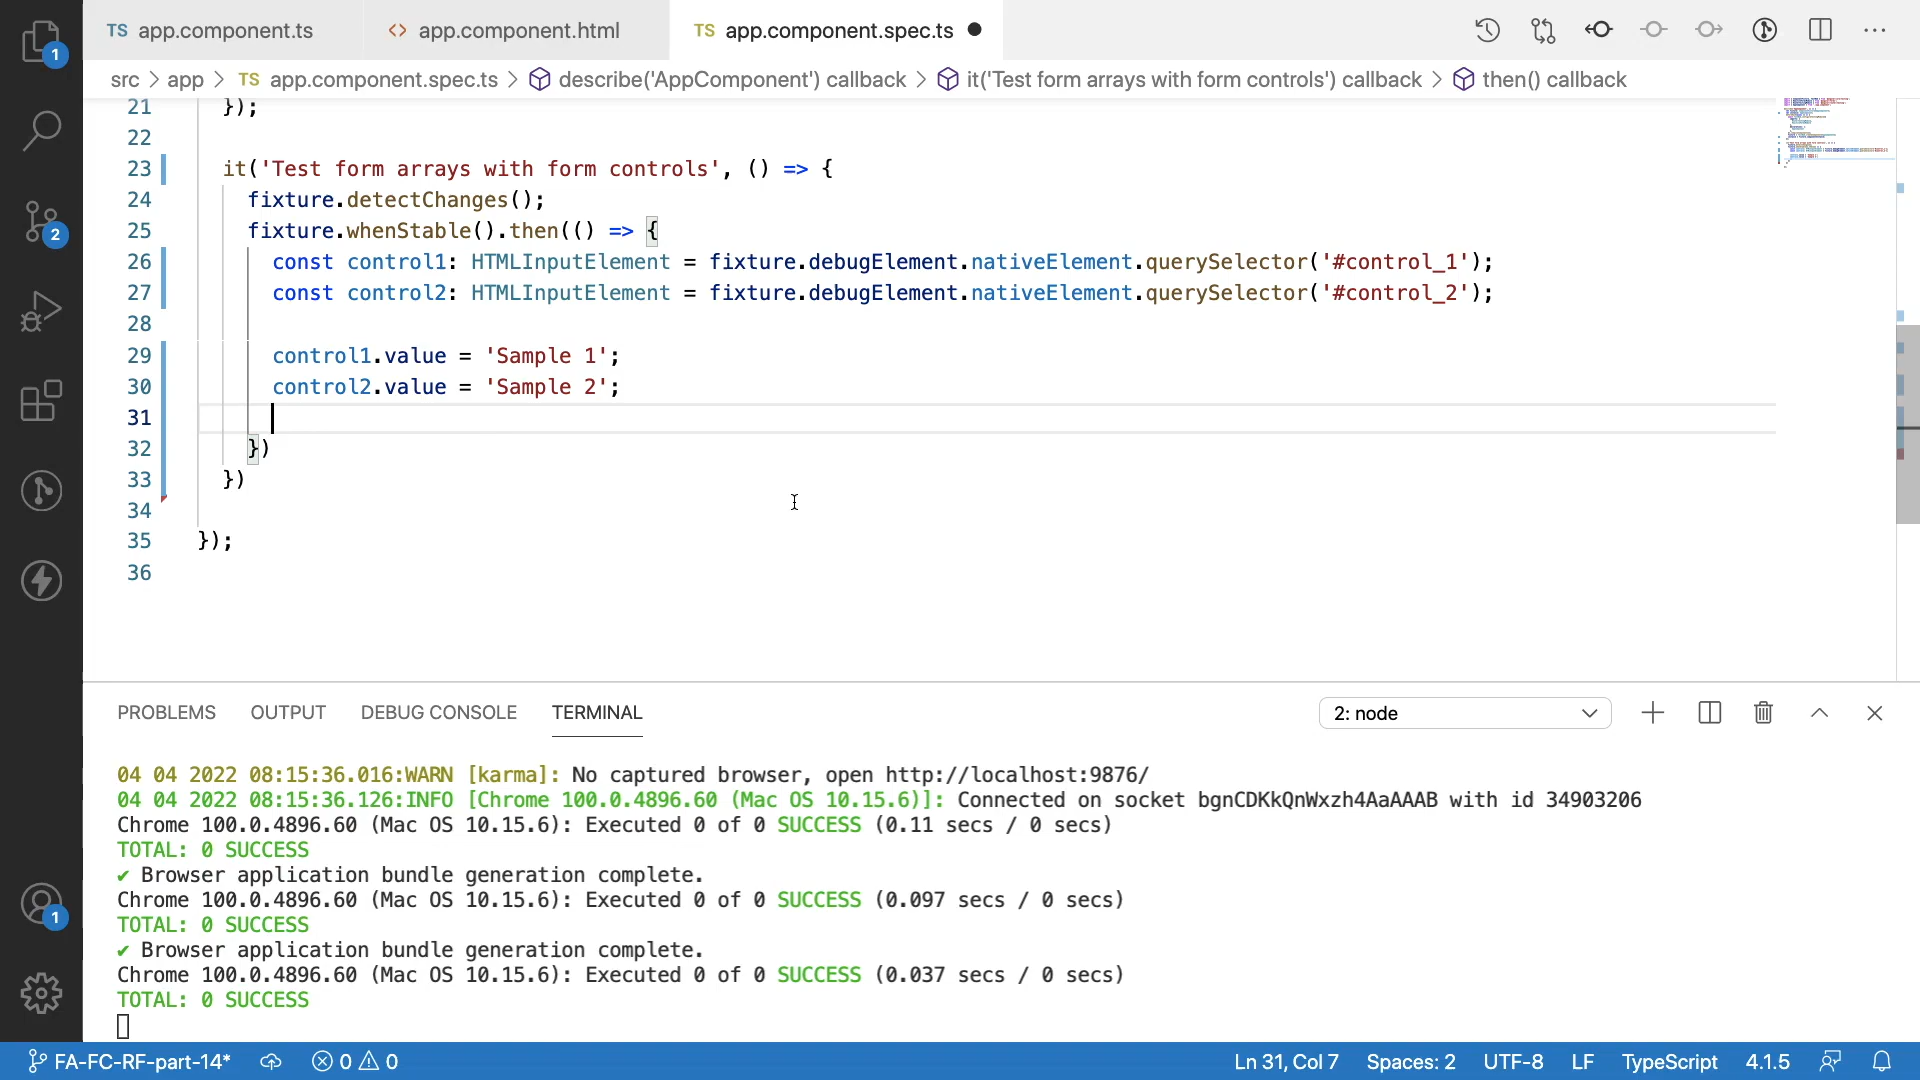 TS app.component.ts
<> app.component.html
TS app.component.spec.ts
src > app > TS app.component.spec.ts > describe('AppComponent') callback > it('Test form arrays with form controls') callback > then() callback
21 });
22
23 it('Test form arrays with form controls', () => {
24 fixture.detectChanges();
25 fixture.whenStable().then(() => {
26 const control1: HTMLInputElement = fixture.debugElement.nativeElement.querySelector('#control_1');
27 const control2: HTMLInputElement = fixture.debugElement.nativeElement.querySelector('#control_2');
28
29 control1.value = 'Sample 1';
30 control2.value = 'Sample 2';
31
32 })
33 })
34
35 });
36
1
2
1
PROBLEMS OUTPUT DEBUG CONSOLE TERMINAL
2: node
04 04 2022 08:15:36.016:WARN [karma]: No captured browser, open http://localhost:9876/
04 04 2022 08:15:36.126:INFO [Chrome 100.0.4896.60 (Mac OS 10.15.6)]: Connected on socket bgnCDKkQnWxzh4AaAAAB with id 34903206
Chrome 100.0.4896.60 (Mac OS 10.15.6): Executed 0 of 0 SUCCESS (0.11 secs / 0 secs)
TOTAL: 0 SUCCESS
✔ Browser application bundle generation complete.
Chrome 100.0.4896.60 (Mac OS 10.15.6): Executed 0 of 0 SUCCESS (0.097 secs / 0 secs)
TOTAL: 0 SUCCESS
✔ Browser application bundle generation complete.
Chrome 100.0.4896.60 (Mac OS 10.15.6): Executed 0 of 0 SUCCESS (0.037 secs / 0 secs)
TOTAL: 0 SUCCESS
FA-FC-RF-part-14* 0 0 Ln 31, Col 7 Spaces: 2 UTF-8 LF TypeScript 4.1.5